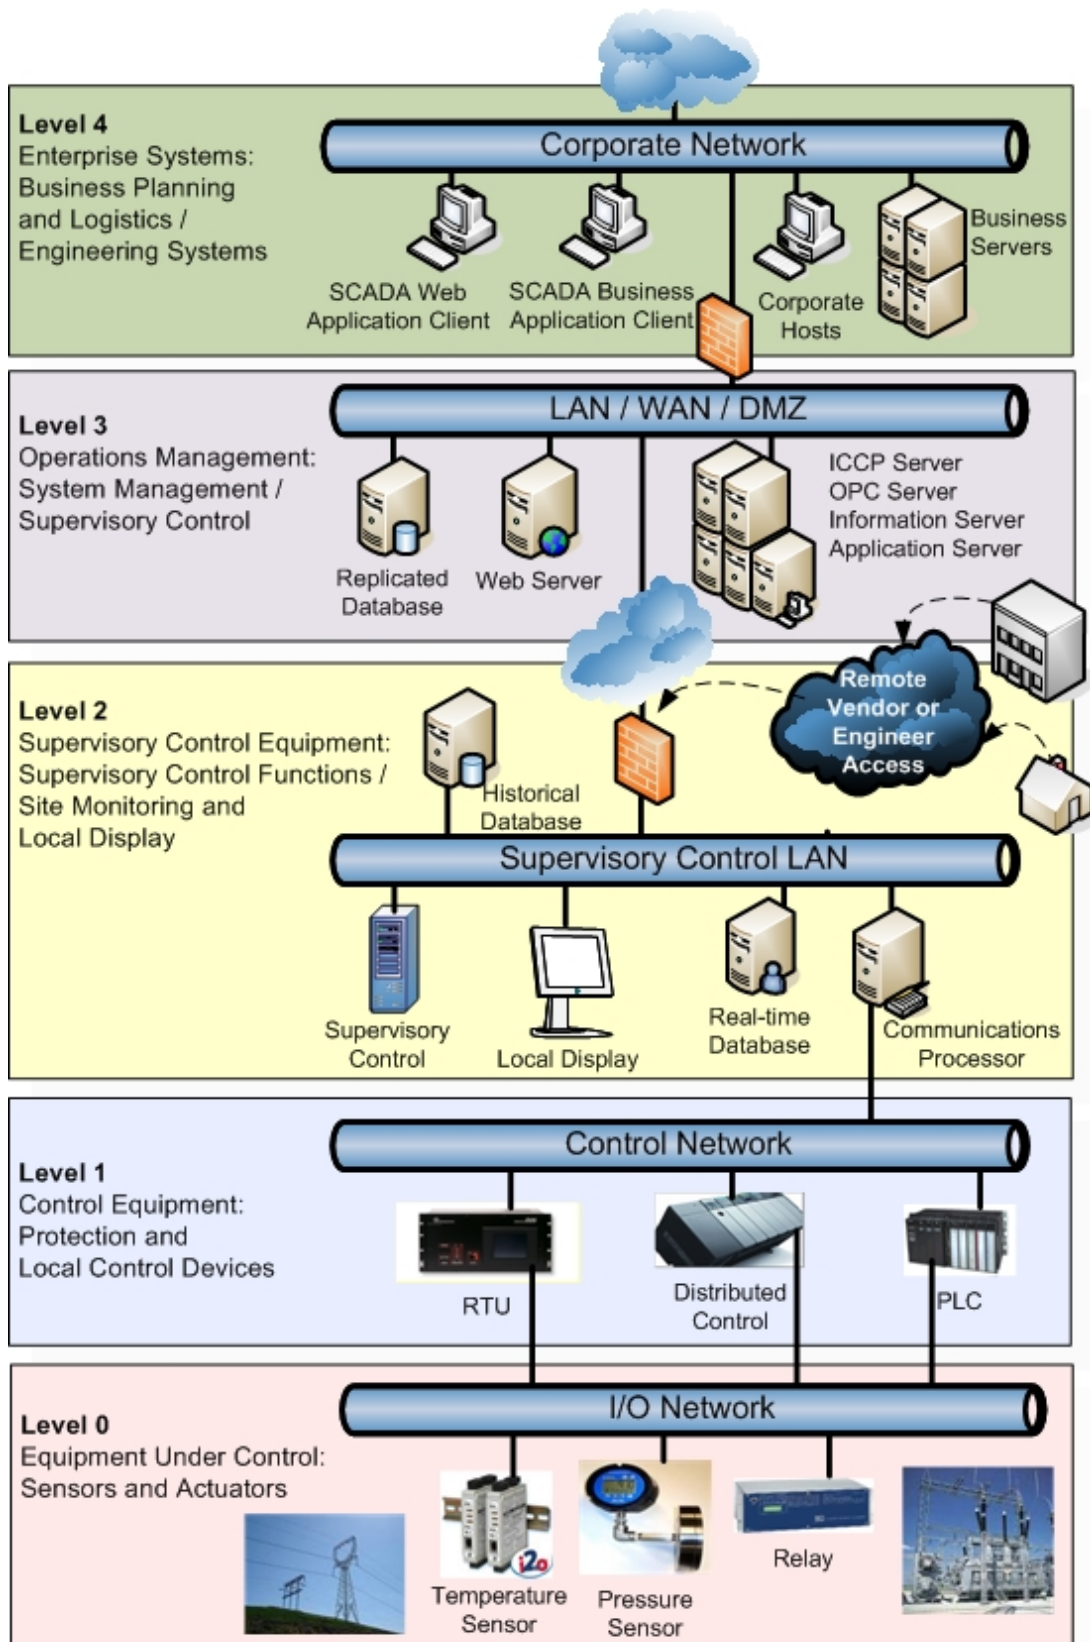 Level 4
Enterprise Systems:
Business Planning
and Logistics /
Engineering Systems
Corporate Network
SCADA Web
Application Client
SCADA Business
Application Client
Corporate
Hosts
Business
Servers
Level 3
Operations Management:
System Management /
Supervisory Control
LAN / WAN / DMZ
Replicated
Database
Web Server
ICCP Server
OPC Server
Information Server
Application Server
Remote
Vendor or
Engineer
Access
Level 2
Supervisory Control Equipment:
Supervisory Control Functions /
Site Monitoring and
Local Display
Historical
Database
Supervisory Control LAN
Supervisory
Control
Local Display
Real-time
Database
Communications
Processor
Level 1
Control Equipment:
Protection and
Local Control Devices
Control Network
RTU
Distributed
Control
PLC
Level 0
Equipment Under Control:
Sensors and Actuators
I/O Network
i2o
Temperature
Sensor
Pressure
Sensor
Relay